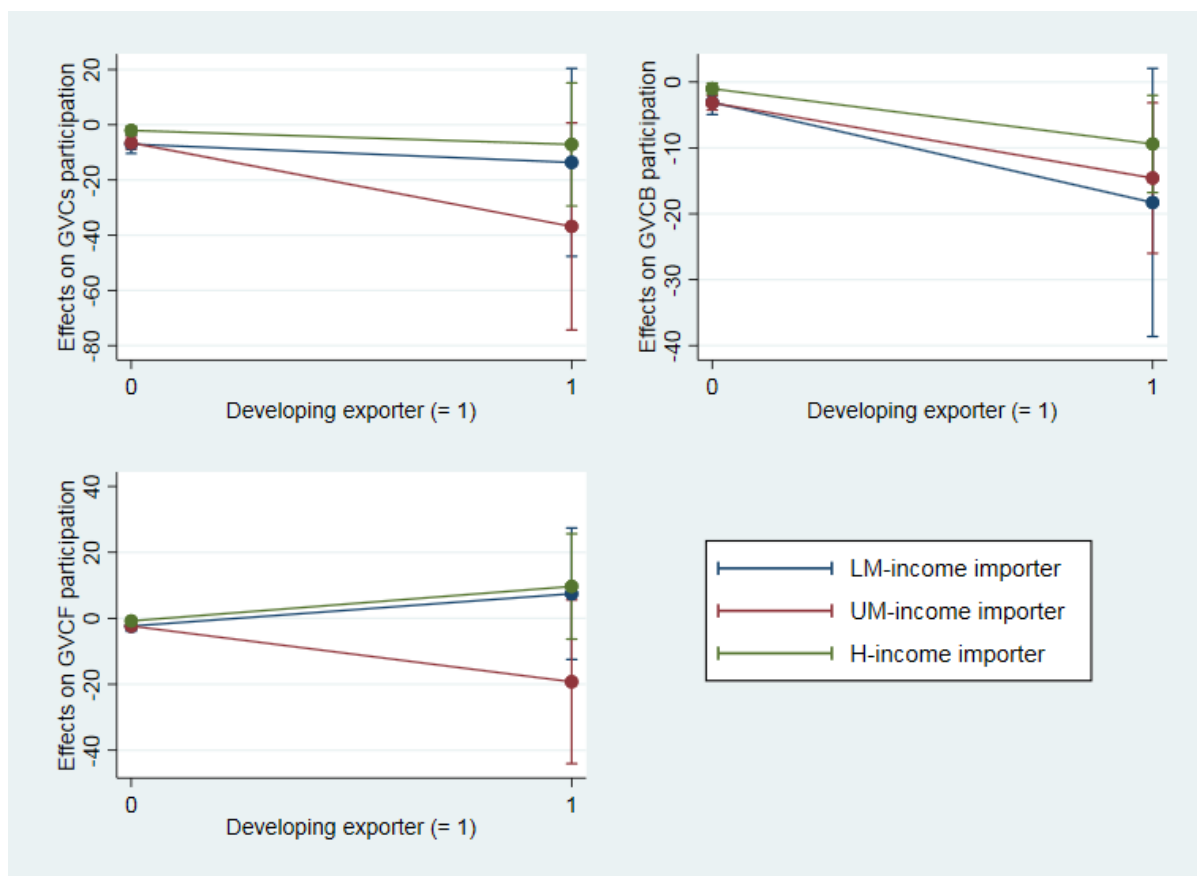 Effects on GVCs participation
20
0
-20
-40
-60
-80
0
1
Developing exporter (= 1)
Effects on GVCB participation
0
-10
-20
-30
-40
0
1
Developing exporter (= 1)
Effects on GVCF participation
40
20
0
-20
-40
0
1
Developing exporter (= 1)
LM-income importer
UM-income importer
H-income importer